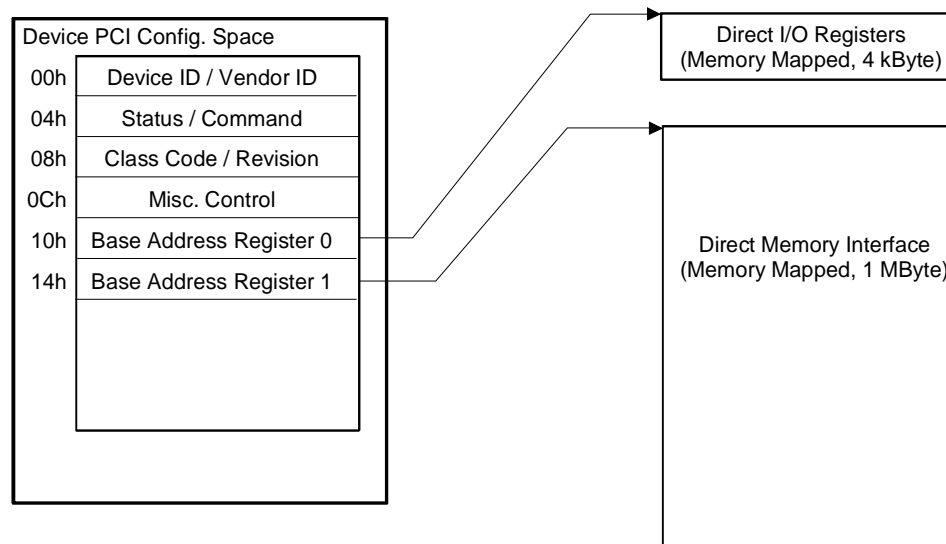 Device PCI Config. Space
00h Device ID / Vendor ID
04h Status / Command
08h Class Code / Revision
0Ch Misc. Control
10h Base Address Register 0
14h Base Address Register 1
Direct I/O Registers
(Memory Mapped, 4 kByte)
Direct Memory Interface
(Memory Mapped, 1 MByte)